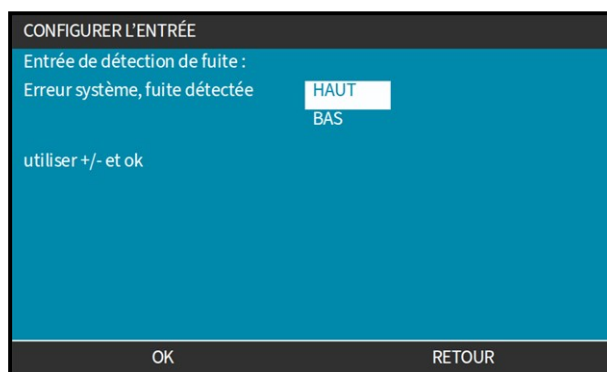 CONFIGURER L'ENTRÉE
Entrée de détection de fuite :
Erreur système, fuite détectée HAUT
BAS
utiliser +/- et ok
OK RETOUR